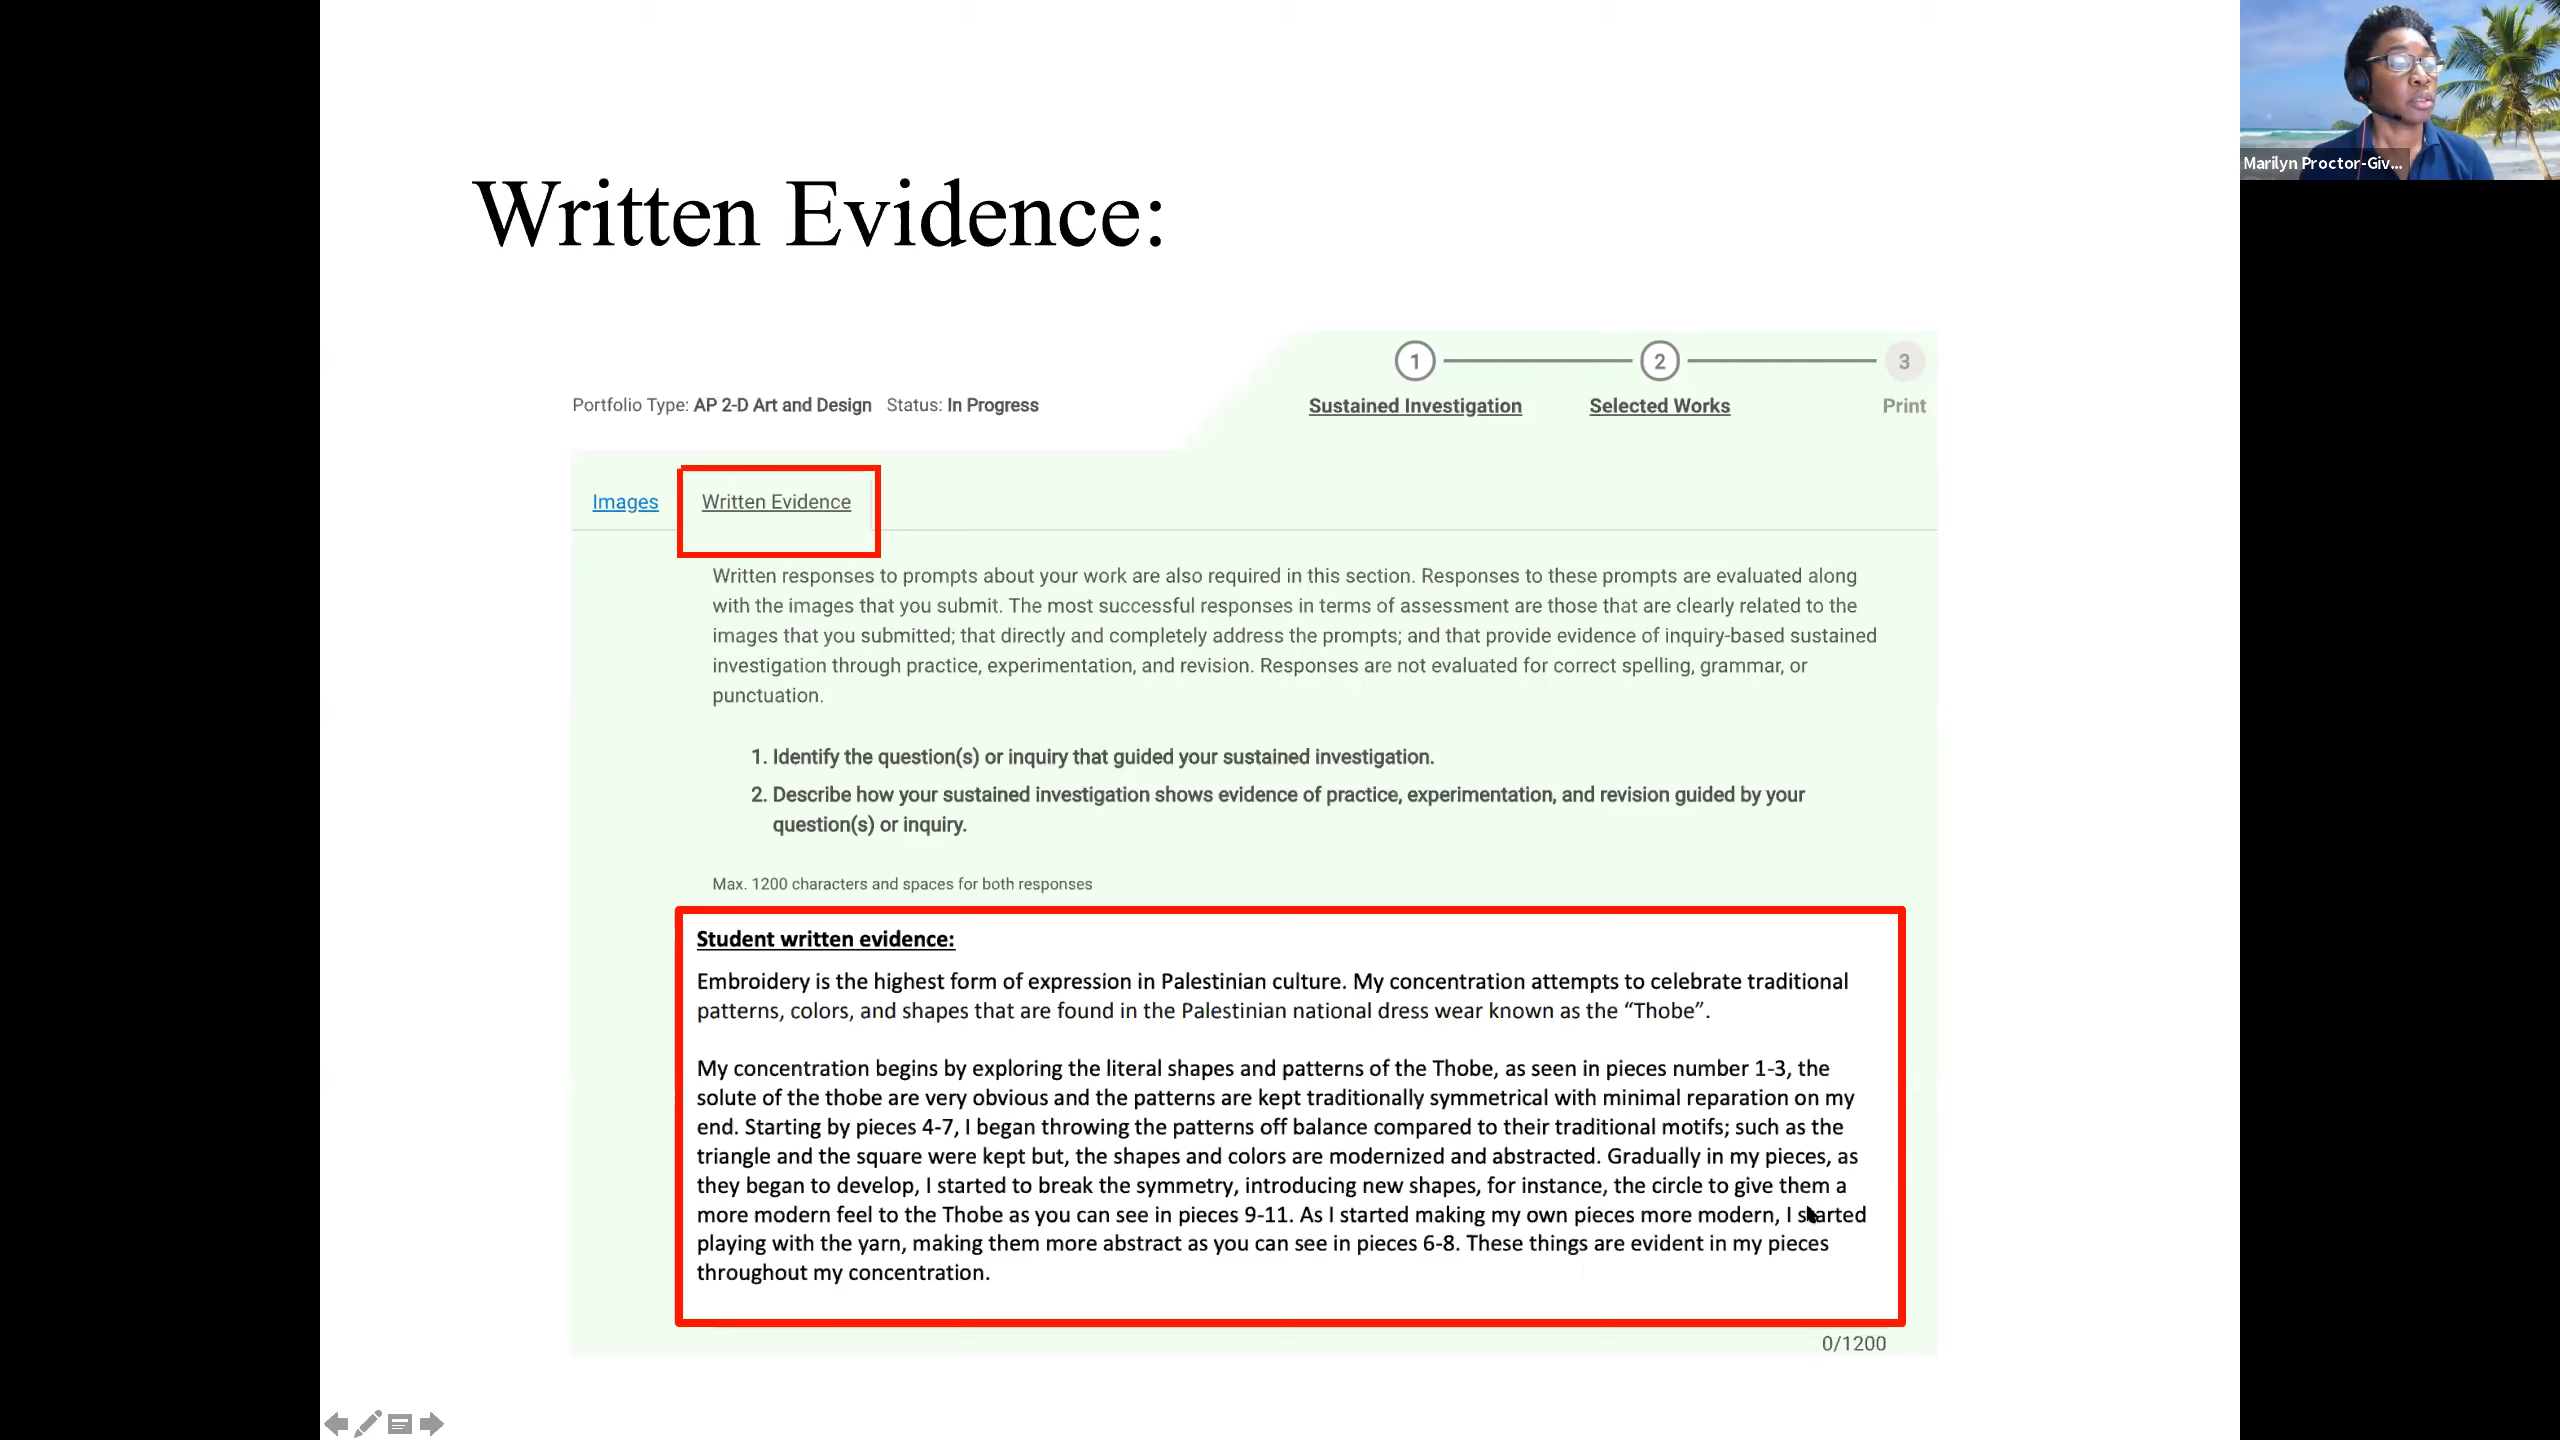 Written Evidence:
Marilyn Proctor-Giv...
1
2
3
Portfolio Type: AP 2-D Art and Design Status: In Progress
Sustained Investigation
Selected Works
Print
Images
Written Evidence
Written responses to prompts about your work are also required in this section. Responses to these prompts are evaluated along
with the images that you submit. The most successful responses in terms of assessment are those that are clearly related to the
images that you submitted; that directly and completely address the prompts; and that provide evidence of inquiry-based sustained
investigation through practice, experimentation, and revision. Responses are not evaluated for correct spelling, grammar, or
punctuation.
1. Identify the question(s) or inquiry that guided your sustained investigation.
2. Describe how your sustained investigation shows evidence of practice, experimentation, and revision guided by your
question(s) or inquiry.
Max. 1200 characters and spaces for both responses
Student written evidence:
Embroidery is the highest form of expression in Palestinian culture. My concentration attempts to celebrate traditional
patterns, colors, and shapes that are found in the Palestinian national dress wear known as the “Thobe”.
My concentration begins by exploring the literal shapes and patterns of the Thobe, as seen in pieces number 1-3, the
solute of the thobe are very obvious and the patterns are kept traditionally symmetrical with minimal reparation on my
end. Starting by pieces 4-7, I began throwing the patterns off balance compared to their traditional motifs; such as the
triangle and the square were kept but, the shapes and colors are modernized and abstracted. Gradually in my pieces, as
they began to develop, I started to break the symmetry, introducing new shapes, for instance, the circle to give them a
more modern feel to the Thobe as you can see in pieces 9-11. As I started making my own pieces more modern, I started
playing with the yarn, making them more abstract as you can see in pieces 6-8. These things are evident in my pieces
throughout my concentration.
0/1200